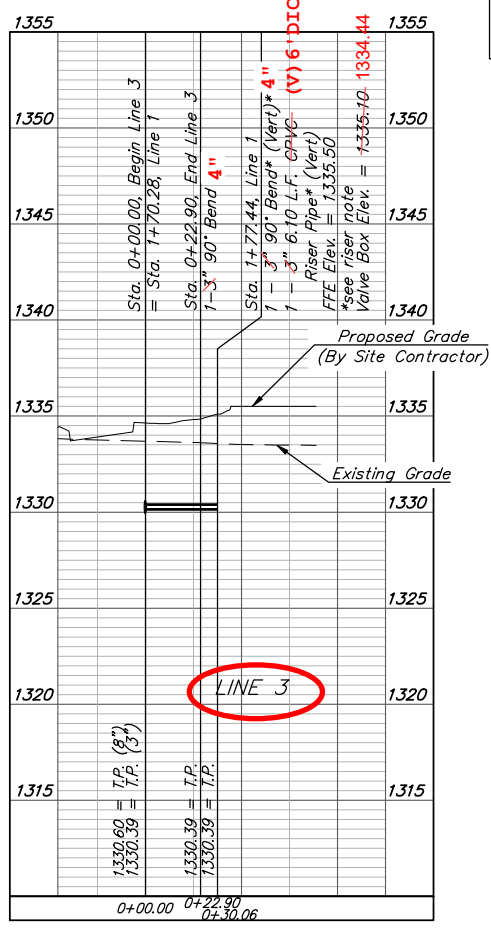 1355
1355
1350
1350
1345
1345
1340
1340
1335
1335
1330
1330
1325
1325
1320
1320
1315
1315
Sta. 0+00.00, Begin Line 3
= Sta. 1+70.28, Line 1
Sta. 0+22.90, End Line 3
1-3" 90° Bend 4"
Sta. 1+77.44, Line 1
1 - 3" 90° Bend* (Vert)* 4"
1 - 3" 6.10 L.F. CPVC (V) 6' DIC
Riser Pipe* (Vert)
FFE Elev. = 1335.50
*see riser note
Valve Box Elev. = 1335.10 1334.44
Proposed Grade
(By Site Contractor)
Existing Grade
LINE 3
1330.60 = T.P. (8")
1330.39 = T.P. (3")
1330.39 = T.P.
1330.39 = T.P.
0+00.00
0+22.90
0+30.06